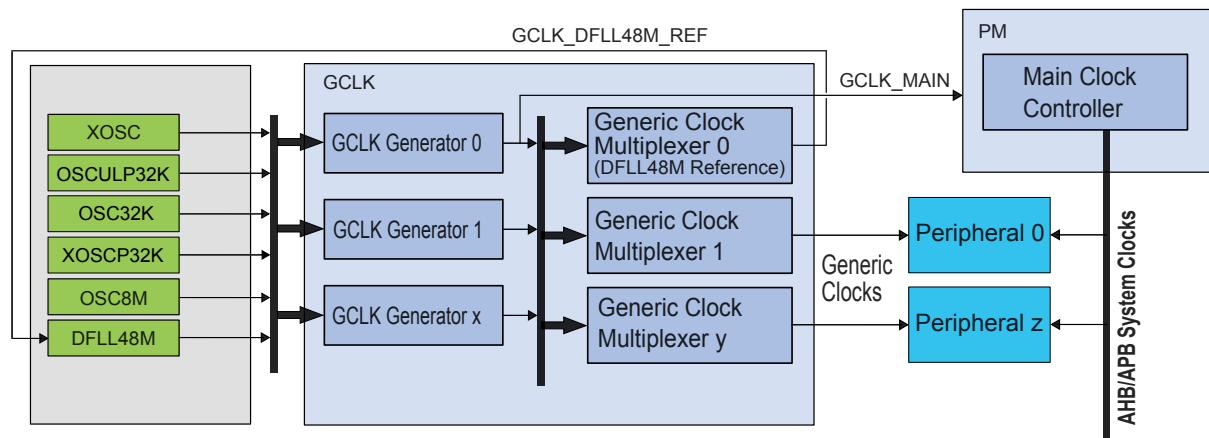 GCLK_DFLL48M_REF
PM
GCLK
GCLK_MAIN
Main Clock
Controller
XOSC
OSCULP32K
OSC32K
XOSCP32K
OSC8M
DFLL48M
GCLK Generator 0
GCLK Generator 1
GCLK Generator x
Generic Clock
Multiplexer 0
(DFLL48M Reference)
Generic Clock
Multiplexer 1
Generic Clock
Multiplexer y
Generic
Clocks
Peripheral 0
Peripheral z
AHB/APB System Clocks